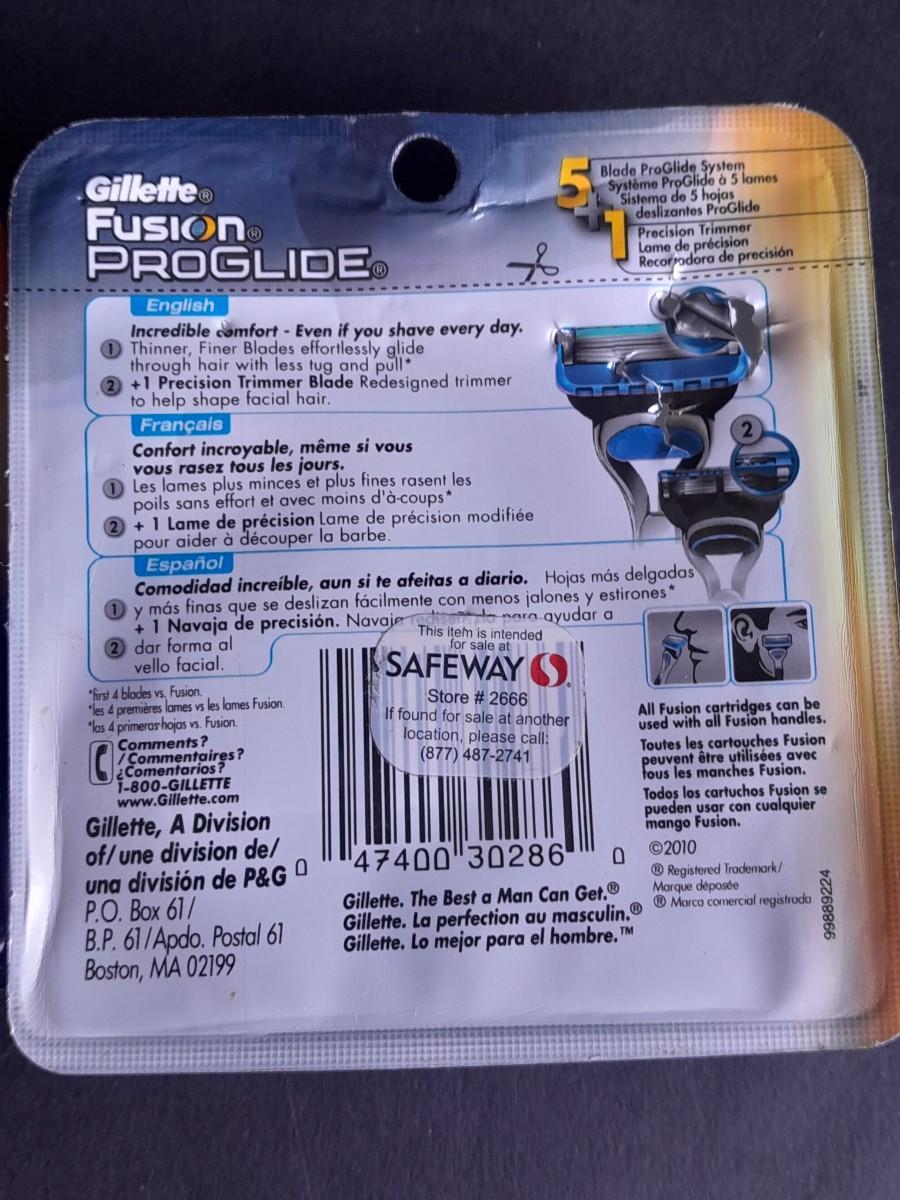 Gillette®
FUSION®
PROGLIDE®
5
+1
Blade ProGlide System
Système ProGlide à 5 lames
Sistema de 5 hojas
deslizantes ProGlide
Precision Trimmer
Lame de précision
Recortadora de precisión
English
Incredible comfort - Even if you shave every day.
1 Thinner, Finer Blades effortlessly glide
through hair with less tug and pull*
2 +1 Precision Trimmer Blade Redesigned trimmer
to help shape facial hair.
2
Français
Confort incroyable, même si vous
vous rasez tous les jours.
1 Les lames plus minces et plus fines rasent les
poils sans effort et avec moins d'à-coups*
2 + 1 Lame de précision Lame de précision modifiée
pour aider à découper la barbe.
Español
Comodidad increíble, aun si te afeitas a diario. Hojas más delgadas
1 y más finas que se deslizan fácilmente con menos jalones y estirones*
+ 1 Navaja de precisión. Navaja para ayudar a
2 dar forma al
vello facial.
*first 4 blades vs. Fusion.
*les 4 premières lames vs les lames Fusion.
*las 4 primeras hojas vs. Fusion.
Comments?
/Commentaires?
¿Comentarios?
1-800-GILLETTE
www.Gillette.com
Gillette, A Division
of/une division de/
una división de P&G
P.O. Box 61/
B.P. 61/Apdo. Postal 61
Boston, MA 02199
This item is intended
for sale at
SAFEWAY S®
Store # 2666
If found for sale at another
location, please call:
(877) 487-2741
0 47400 30286 0
Gillette. The Best a Man Can Get.®
Gillette. La perfection au masculin.®
Gillette. Lo mejor para el hombre.™
All Fusion cartridges can be
used with all Fusion handles.
Toutes les cartouches Fusion
peuvent être utilisées avec
tous les manches Fusion.
Todos los cartuchos Fusion se
pueden usar con cualquier
mango Fusion.
©2010
® Registered Trademark/
Marque déposée
® Marca comercial registrada
99889224